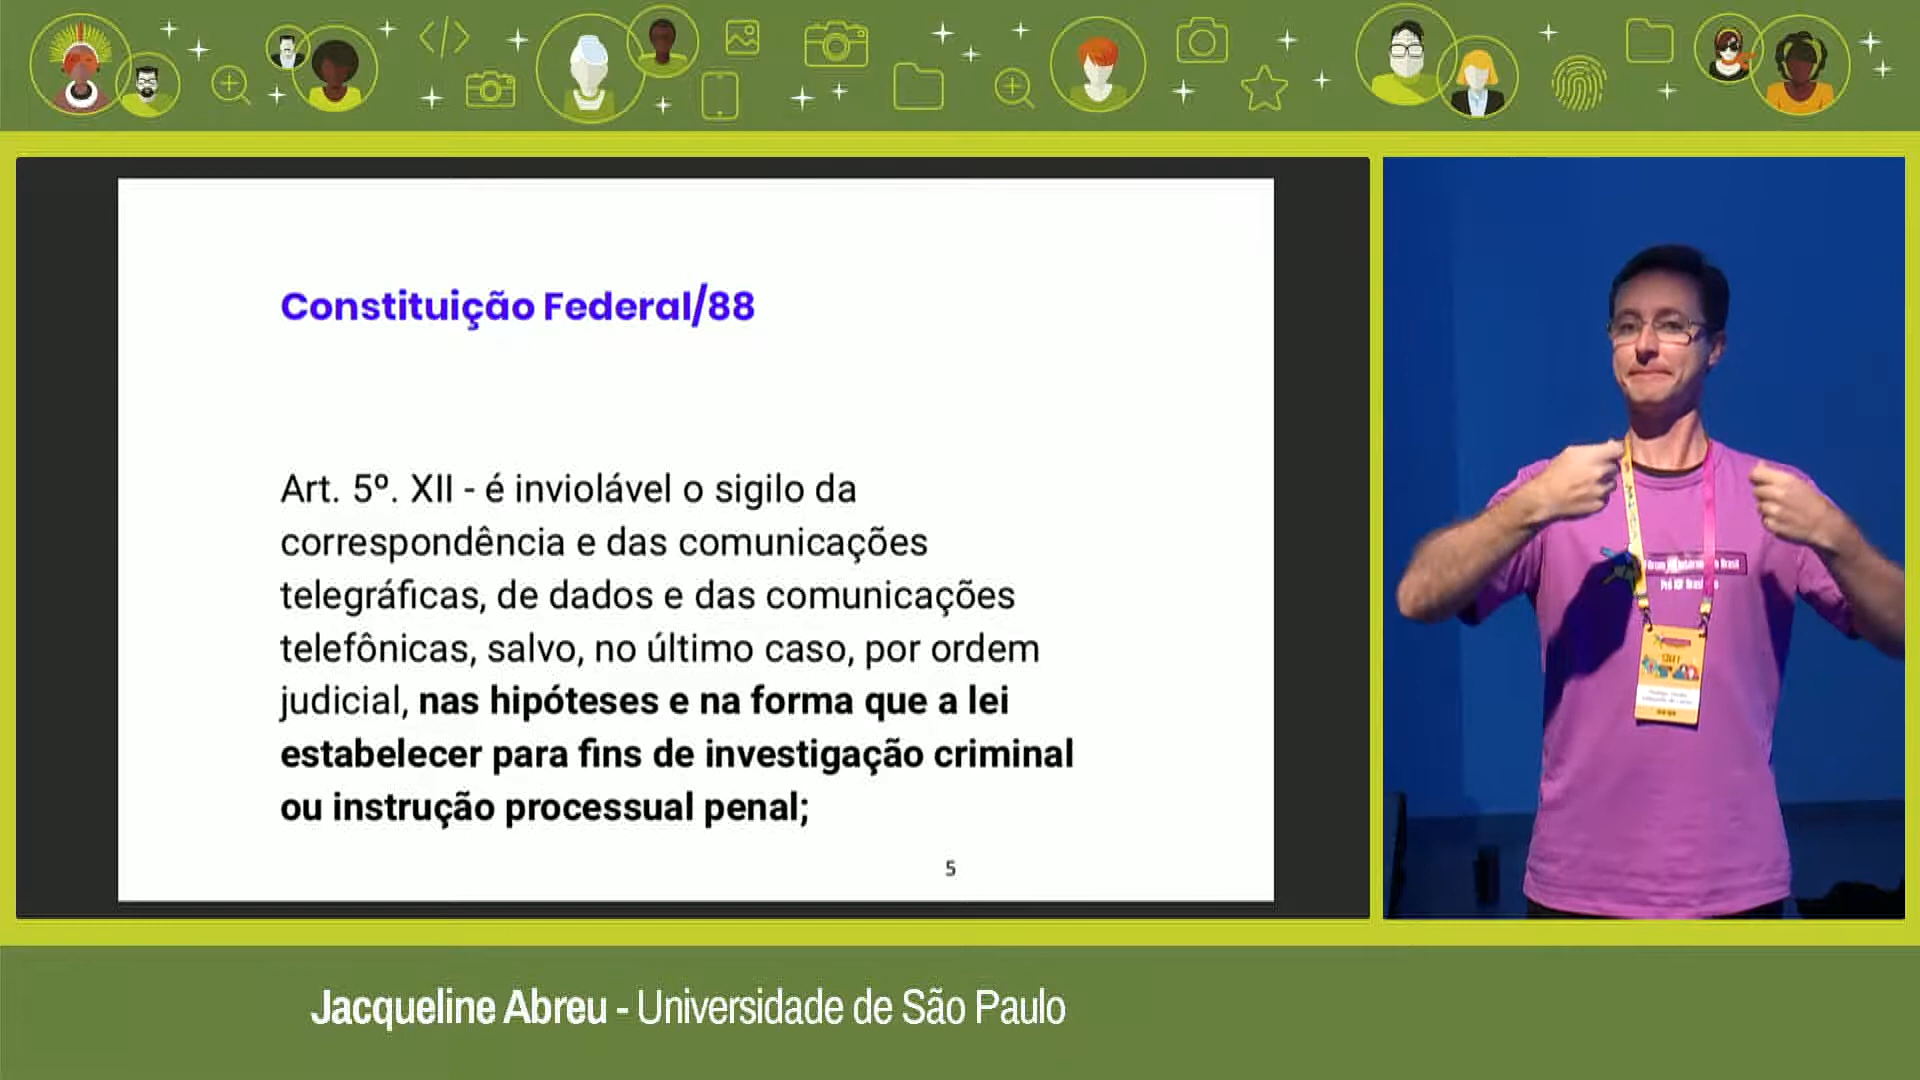 Constituição Federal/88
Art. 5º. XII - é inviolável o sigilo da
correspondência e das comunicações
telegráficas, de dados e das comunicações
telefônicas, salvo, no último caso, por ordem
judicial, nas hipóteses e na forma que a lei
estabelecer para fins de investigação criminal
ou instrução processual penal;
5
Jacqueline Abreu - Universidade de São Paulo